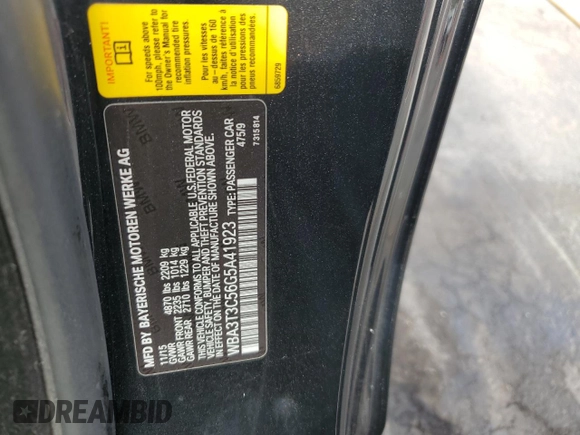 IMPORTANT!
For speeds above
100mph, please refer to
the Owner's Manual for
recommended tire
inflation pressures.
Pour les vitesses
au - dessus de 160
km/h, faites référence à
la notice d'utilisation
pour les pressions des
pneus recommandées.
6859729
MFD BY BAYERISCHE MOTOREN WERKE AG
11/15
GVWR 4870 lbs 2209 kg
GAWR FRONT 2235 lbs 1014 kg
GAWR REAR 2710 lbs 1229 kg
THIS VEHICLE CONFORMS TO ALL APPLICABLE U.S. FEDERAL MOTOR
VEHICLE SAFETY, BUMPER, AND THEFT PREVENTION STANDARDS
IN EFFECT ON THE DATE OF MANUFACTURE SHOWN ABOVE.
WBA3T3C56G5A41923 TYPE: PASSENGER CAR
475/9
7 315 814
DREAMBID